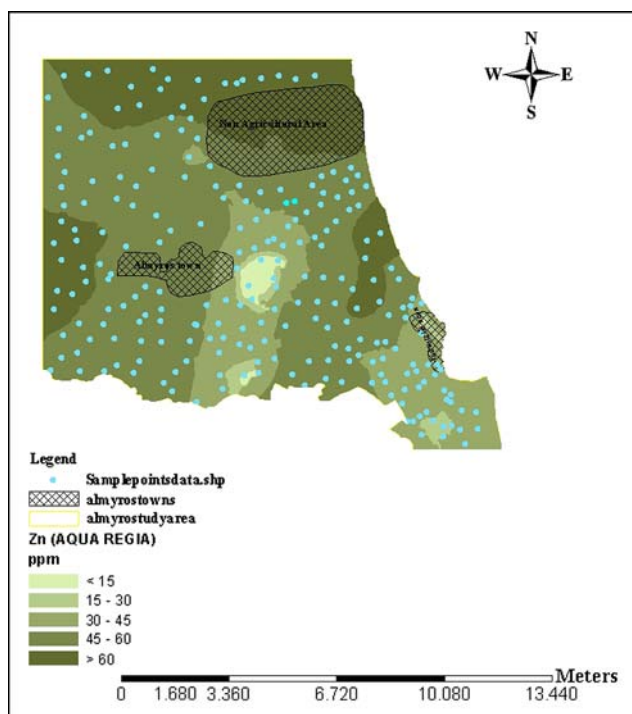 N
W E
S
Non Agricultural Area
Almyros town
Legend
Samplepointsdata.shp
almyrostowns
almyrostudyarea
Zn (AQUA REGIA)
ppm
< 15
15 - 30
30 - 45
45 - 60
> 60
Meters
0 1.680 3.360 6.720 10.080 13.440